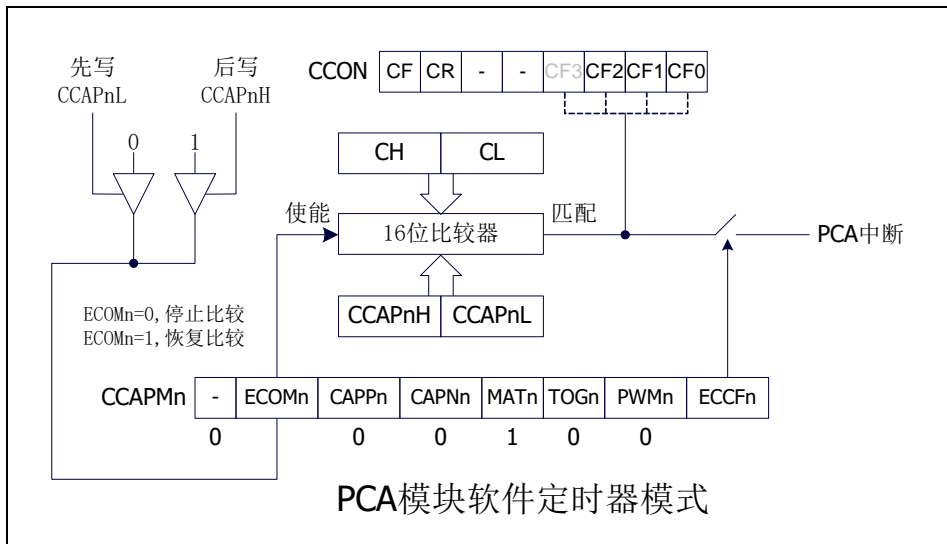 先写
CCAPnL
后写
CCAPnH
CCON CF CR - - CF3 CF2 CF1 CF0
0 1
CH CL
使能
16位比较器
匹配
PCA中断
CCAPnH CCAPnL
ECOMn=0,停止比较
ECOMn=1,恢复比较
CCAPMn - ECOMn CAPPn CAPNn MATn TOGn PWMn ECCFn
0 0 0 1 0 0
PCA模块软件定时器模式